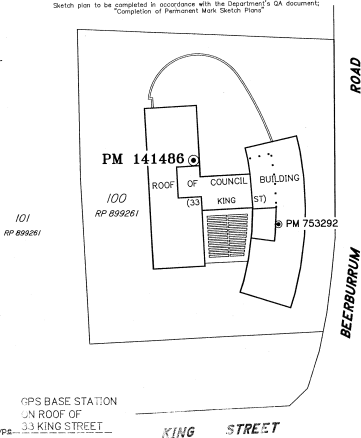 Sketch plan to be completed in accordance with the Department's QA document;
"Completion of Permanent Mark Sketch Plans"
ROAD
PM 141486
ROOF OF COUNCIL BUILDING
100
RP 899261
(33 KING ST)
101
RP 899261
PM 753292
BEERBURRUM
GPS BASE STATION
ON ROOF OF
33 KING STREET
KING STREET